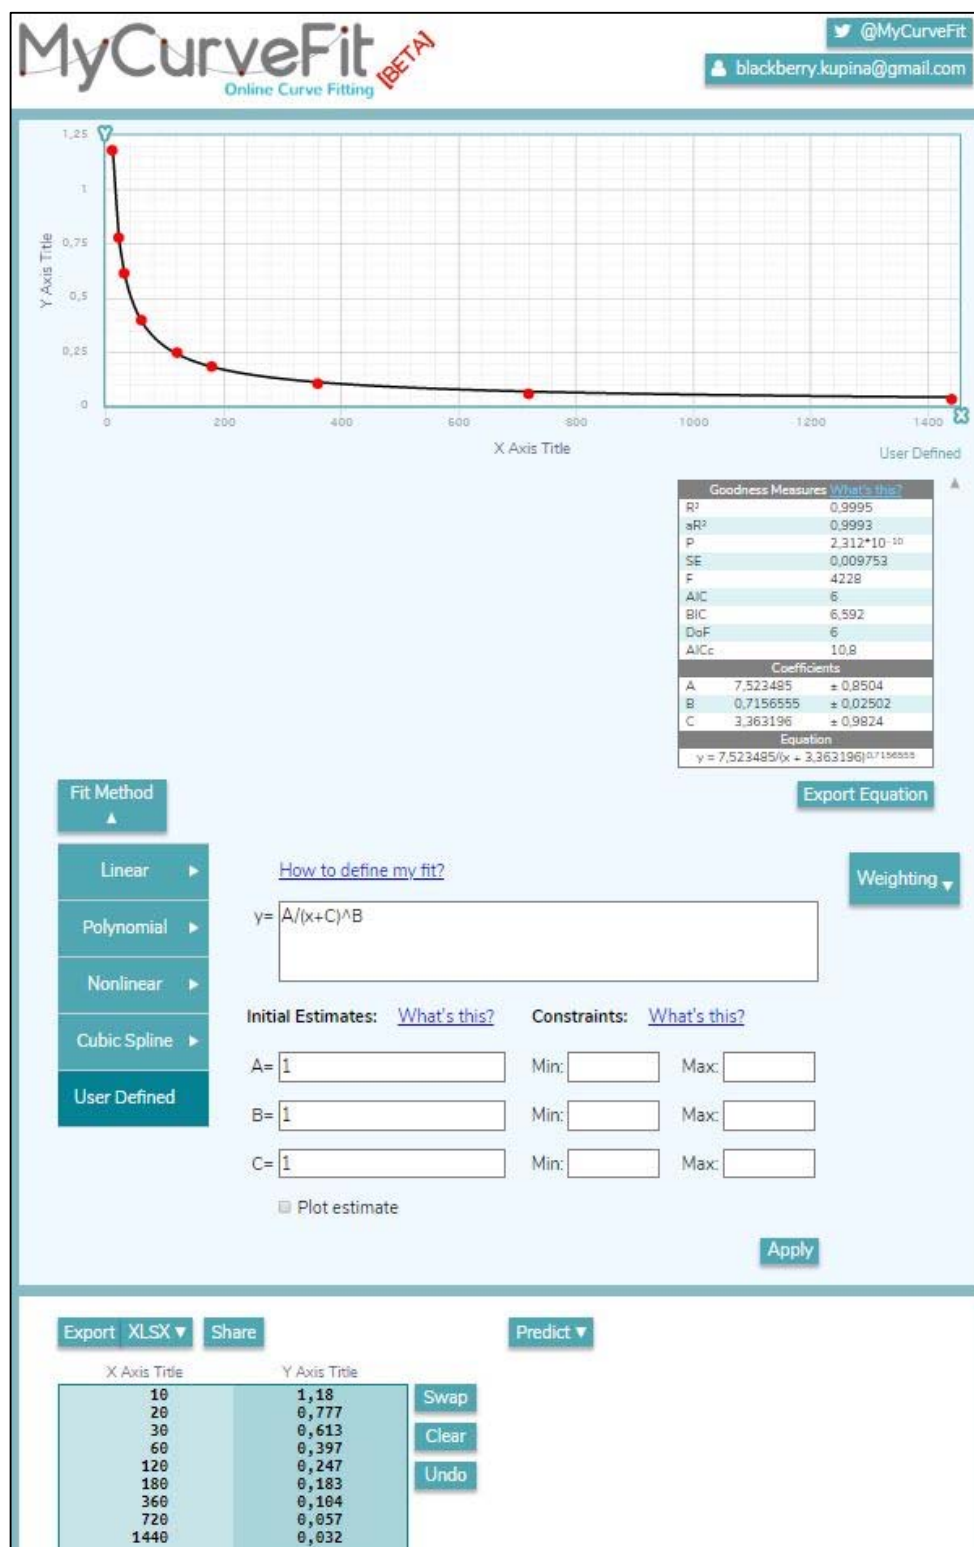 MyCurveFit [BETA]
Online Curve Fitting
@MyCurveFit
blackberry.kupina@gmail.com
1,25
1
0,75
0,5
0,25
0
Y
Y Axis Title
0 200 400 600 800 1000 1200 1400
X
X Axis Title
User Defined
Goodness Measures What's this?
R² 0,9995
aR² 0,9993
P 2,312*10⁻¹⁰
SE 0,009753
F 4228
AIC 6
BIC 6,592
DoF 6
AICc 10,8
Coefficients
A 7,523485 ± 0,8504
B 0,7156555 ± 0,02502
C 3,363196 ± 0,9824
Equation
y = 7,523485/(x + 3,363196)^0,7156555
Export Equation
Fit Method
Linear
Polynomial
Nonlinear
Cubic Spline
User Defined
How to define my fit?
Weighting
y= A/(x+C)^B
Initial Estimates: What's this? Constraints: What's this?
A= 1 Min: Max:
B= 1 Min: Max:
C= 1 Min: Max:
Plot estimate
Apply
Export XLSX Share Predict
X Axis Title Y Axis Title
10 1,18
20 0,777
30 0,613
60 0,397
120 0,247
180 0,183
360 0,104
720 0,057
1440 0,032
Swap
Clear
Undo